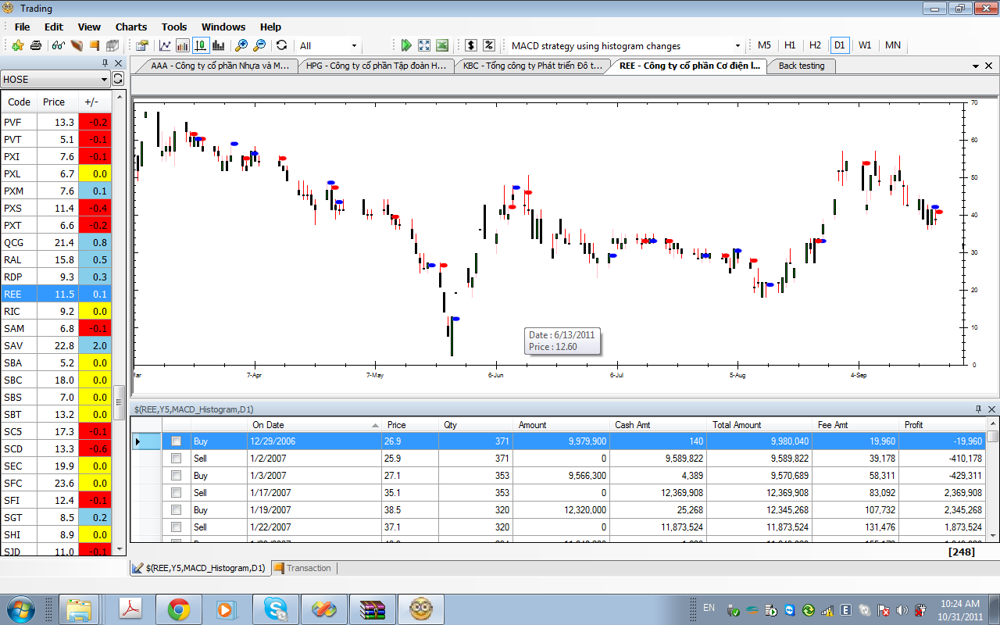 Trading
File Edit View Charts Tools Windows Help
All MACD strategy using histogram changes M5 H1 H2 D1 W1 MN
AAA - Công ty cổ phần Nhựa và M... HPG - Công ty cổ phần Tập đoàn H... KBC - Tổng công ty Phát triển Đô t... REE - Công ty cổ phần Cơ điện l... Back testing
HOSE
Code Price +/-
PVF 13.3 -0.2
PVT 5.1 -0.1
PXI 7.6 -0.1
PXL 6.7 0.0
PXM 7.6 0.1
PXS 11.4 -0.4
PXT 6.6 -0.2
QCG 21.4 0.8
RAL 15.8 0.5
RDP 9.3 0.3
REE 11.5 0.1
RIC 9.2 0.0
SAM 6.8 -0.1
SAV 22.8 2.0
SBA 5.2 0.0
SBC 18.0 0.0
SBS 7.0 0.0
SBT 13.2 0.0
SC5 17.3 -0.1
SCD 13.3 -0.6
SEC 19.9 0.0
SFC 23.6 0.0
SFI 12.4 -0.1
SGT 8.5 0.2
SHI 8.9 0.0
SJD 11.0 -0.1
70
60
50
40
30
20
10
0
Date : 6/13/2011
Price : 12.60
7-Apr 7-May 6-Jun 6-Jul 5-Aug 4-Sep
$(REE,Y5,MACD_Histogram,D1)
On Date Price Qty Amount Cash Amt Total Amount Fee Amt Profit
Buy 12/29/2006 26.9 371 9,979,900 140 9,980,040 19,960 -19,960
Sell 1/2/2007 25.9 371 0 9,589,822 9,589,822 39,178 -410,178
Buy 1/3/2007 27.1 353 9,566,300 4,389 9,570,689 58,311 -429,311
Sell 1/17/2007 35.1 353 0 12,369,908 12,369,908 83,092 2,369,908
Buy 1/19/2007 38.5 320 12,320,000 25,268 12,345,268 107,732 2,345,268
Sell 1/22/2007 37.1 320 0 11,873,524 11,873,524 131,476 1,873,524
[248]
$(REE,Y5,MACD_Histogram,D1) Transaction
EN
10:24 AM
10/31/2011